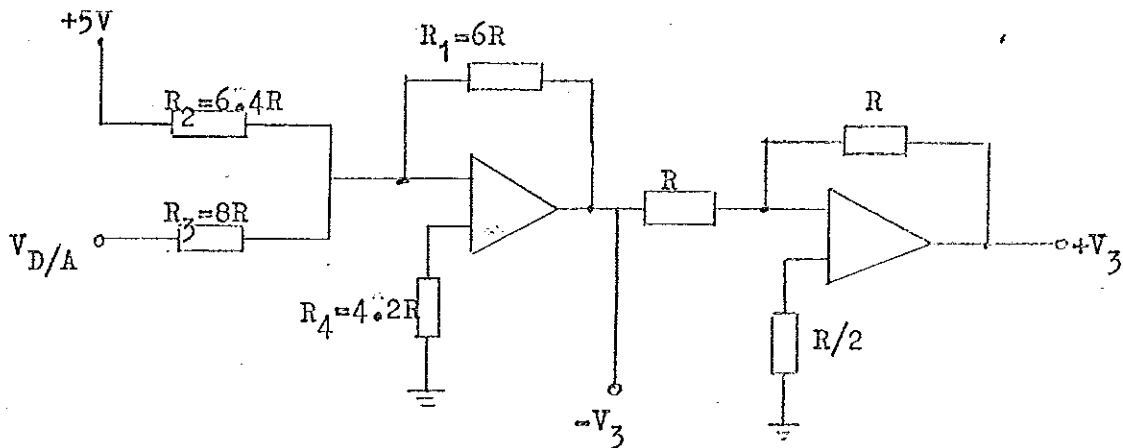 +5V
R1=6R
R2=6.4R
R
R
R3=8R
VD/A
+V3
R4=4.2R
R/2
-V3